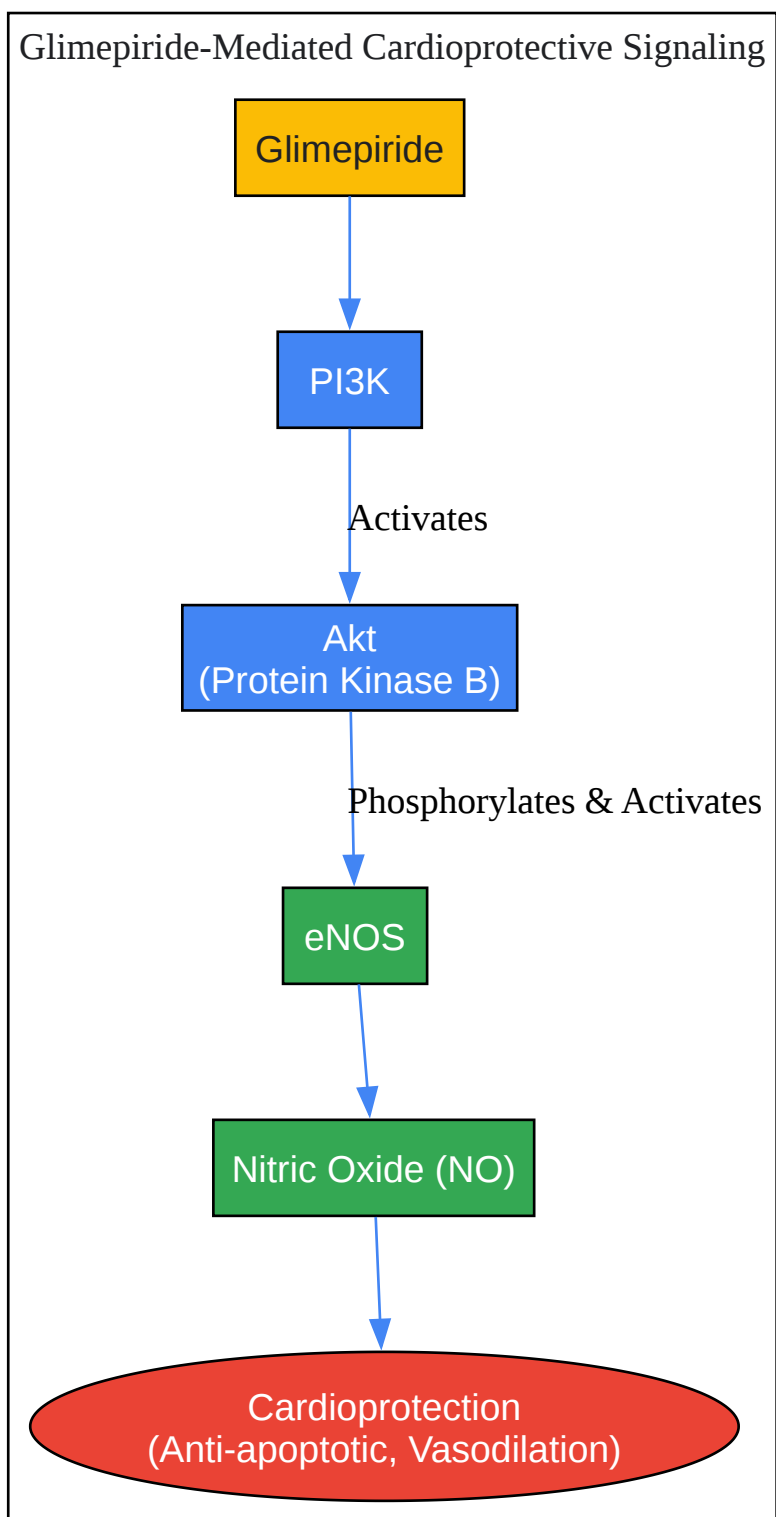 Glimepiride-Mediated Cardioprotective Signaling
Glimepiride
PI3K
Activates
Akt
(Protein Kinase B)
Phosphorylates & Activates
eNOS
Nitric Oxide (NO)
Cardioprotection
(Anti-apoptotic, Vasodilation)